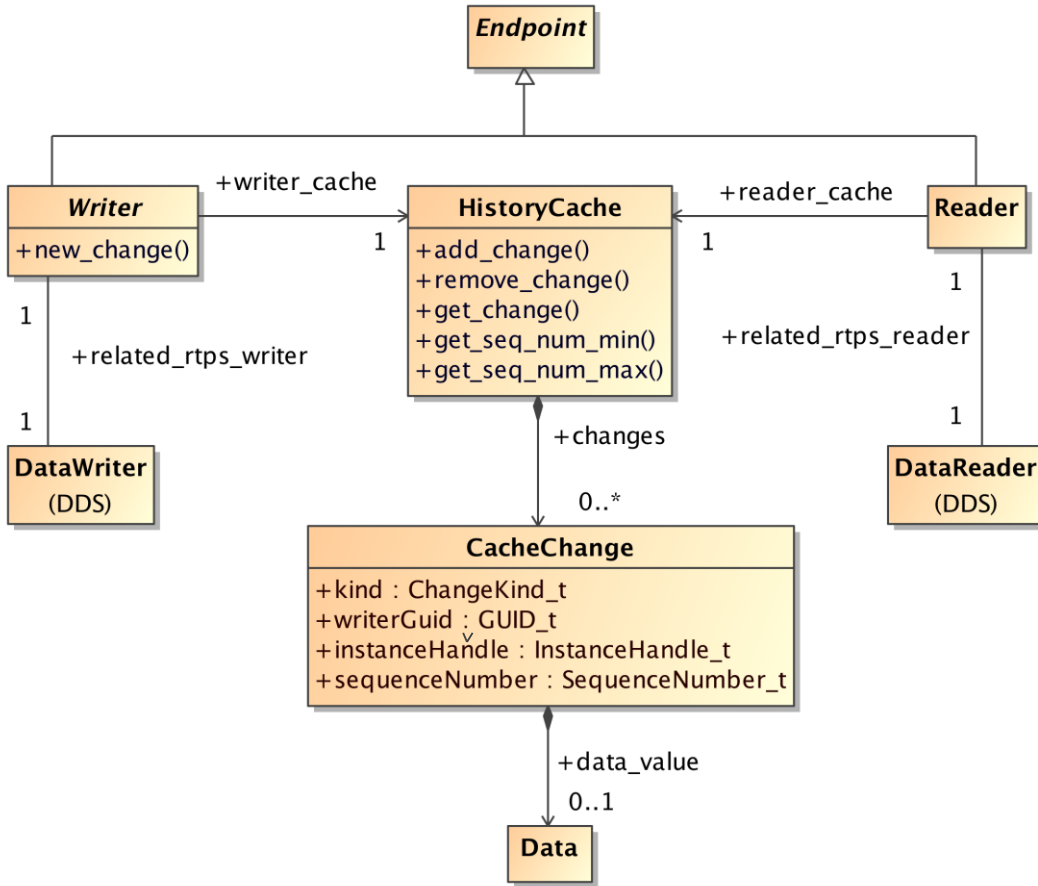 Endpoint
+writer_cache
+reader_cache
Writer
+new_change()
1
HistoryCache
+add_change()
+remove_change()
+get_change()
+get_seq_num_min()
+get_seq_num_max()
1
Reader
1
+related_rtps_writer
1
1
+related_rtps_reader
1
DataWriter
(DDS)
+changes
0..*
DataReader
(DDS)
CacheChange
+kind : ChangeKind_t
+writerGuid : GUID_t
+instanceHandle : InstanceHandle_t
+sequenceNumber : SequenceNumber_t
+data_value
0..1
Data